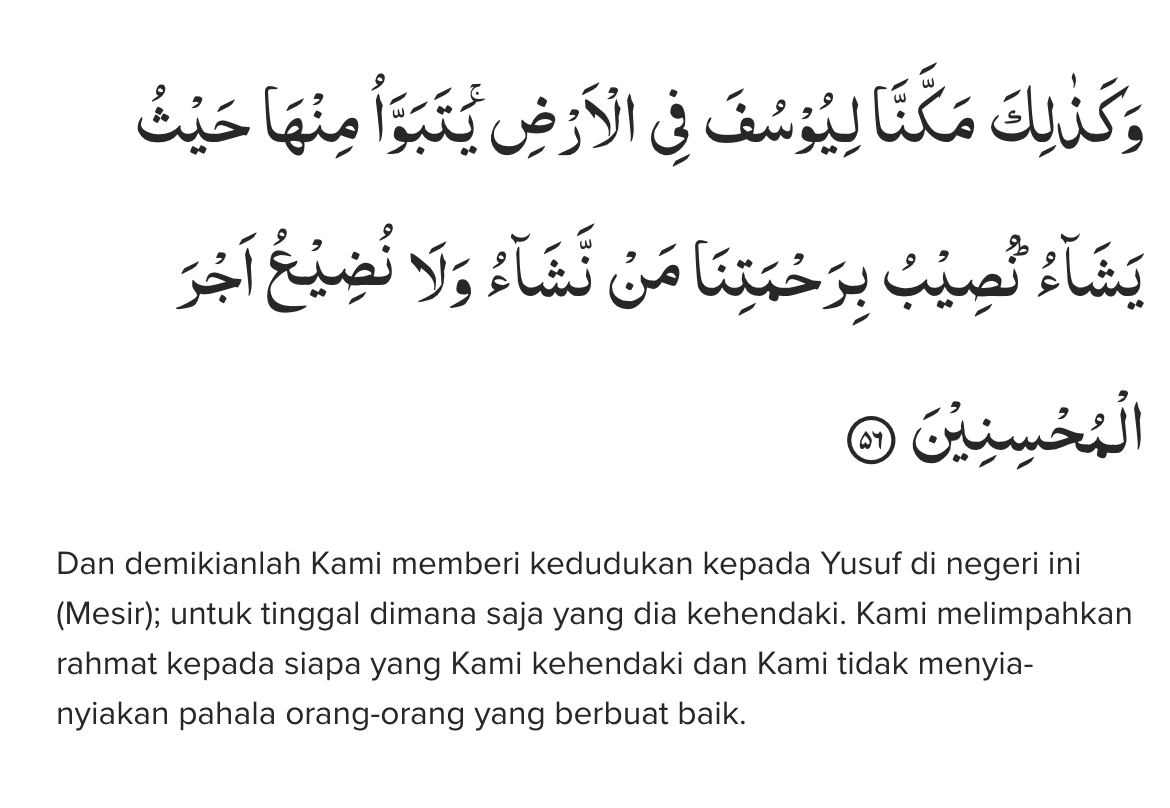 وَكَذٰلِكَ مَكَّنَّا لِيُوْسُفَ فِى الْاَرْضِ يَتَبَوَّاُ مِنْهَا حَيْثُ
يَشَاۤءُ ۗنُصِيْبُ بِرَحْمَتِنَا مَنْ نَّشَاۤءُ وَلَا نُضِيْعُ اَجْرَ
الْمُحْسِنِيْنَ ۵٦
Dan demikianlah Kami memberi kedudukan kepada Yusuf di negeri ini
(Mesir); untuk tinggal dimana saja yang dia kehendaki. Kami melimpahkan
rahmat kepada siapa yang Kami kehendaki dan Kami tidak menyia-
nyiakan pahala orang-orang yang berbuat baik.